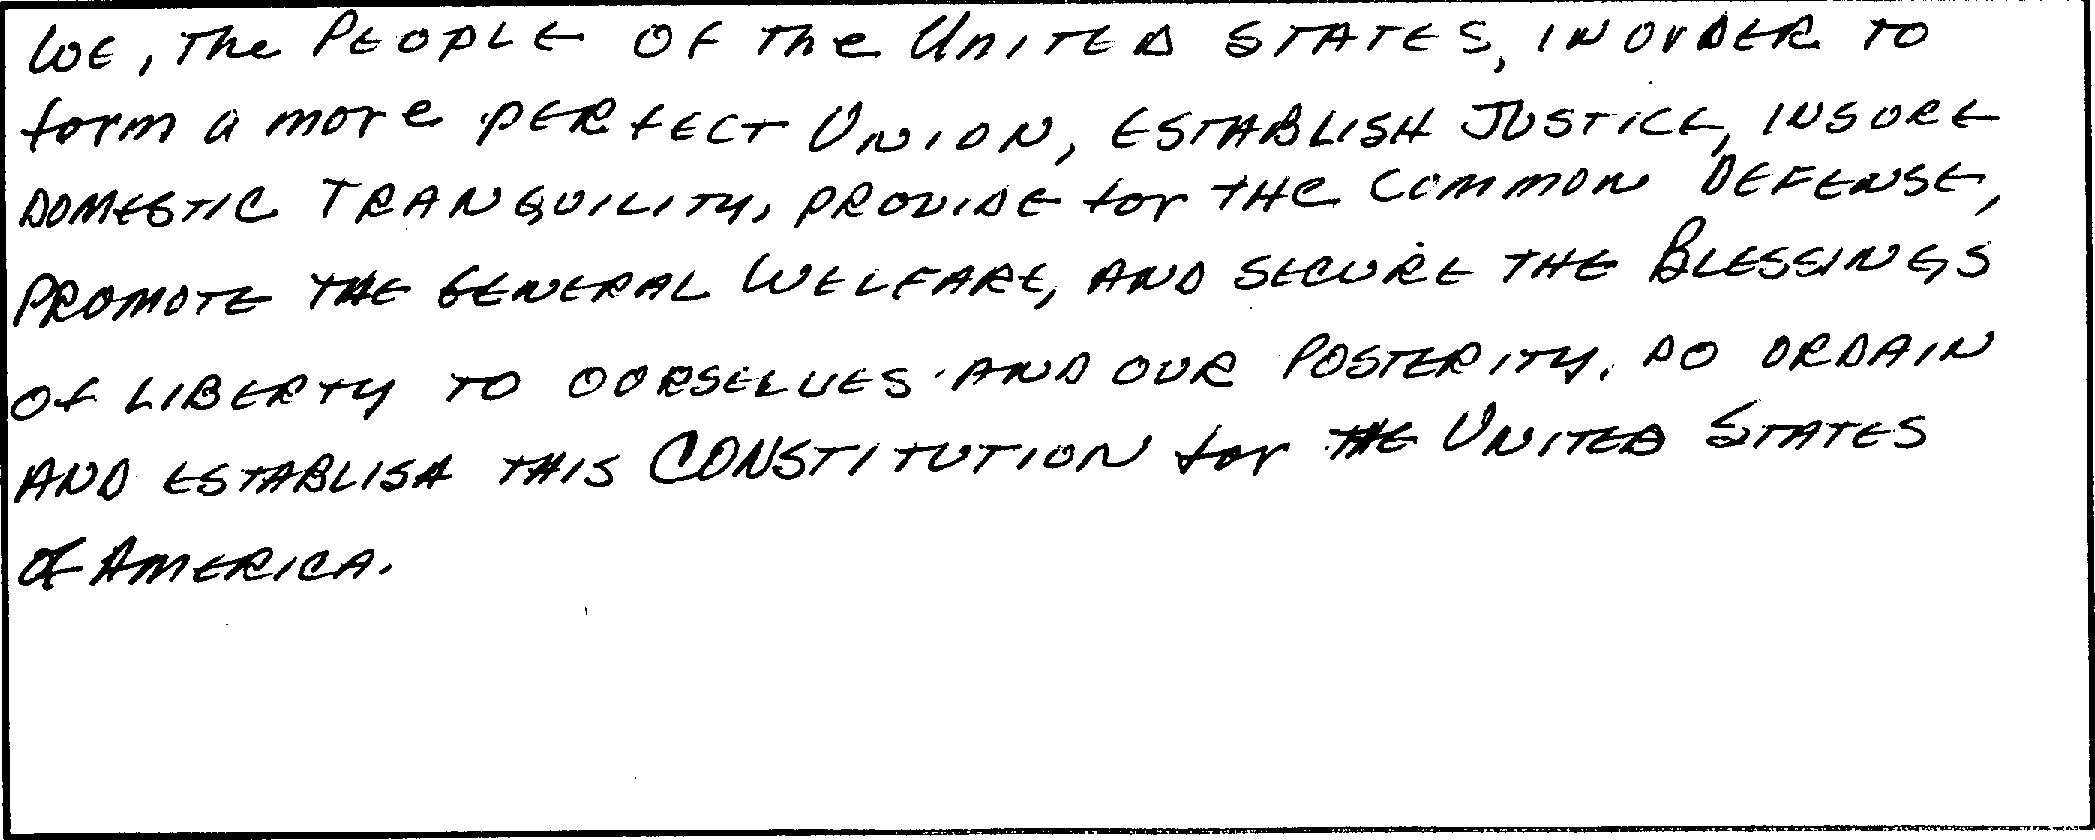 WE, The PEOPLE OF The UNITED STATES, IN ORDER TO
form a more PERFECT UNION, ESTABLISH JUSTICE, INSURE
DOMESTIC TRANQUILITY, PROVIDE for THE COMMON DEFENSE,
PROMOTE THE GENERAL WELFARE, AND SECURE THE BLESSINGS
OF LIBERTY TO OURSELVES AND OUR POSTERITY, DO ORDAIN
AND ESTABLISH THIS CONSTITUTION for THE UNITED STATES
OF AMERICA.